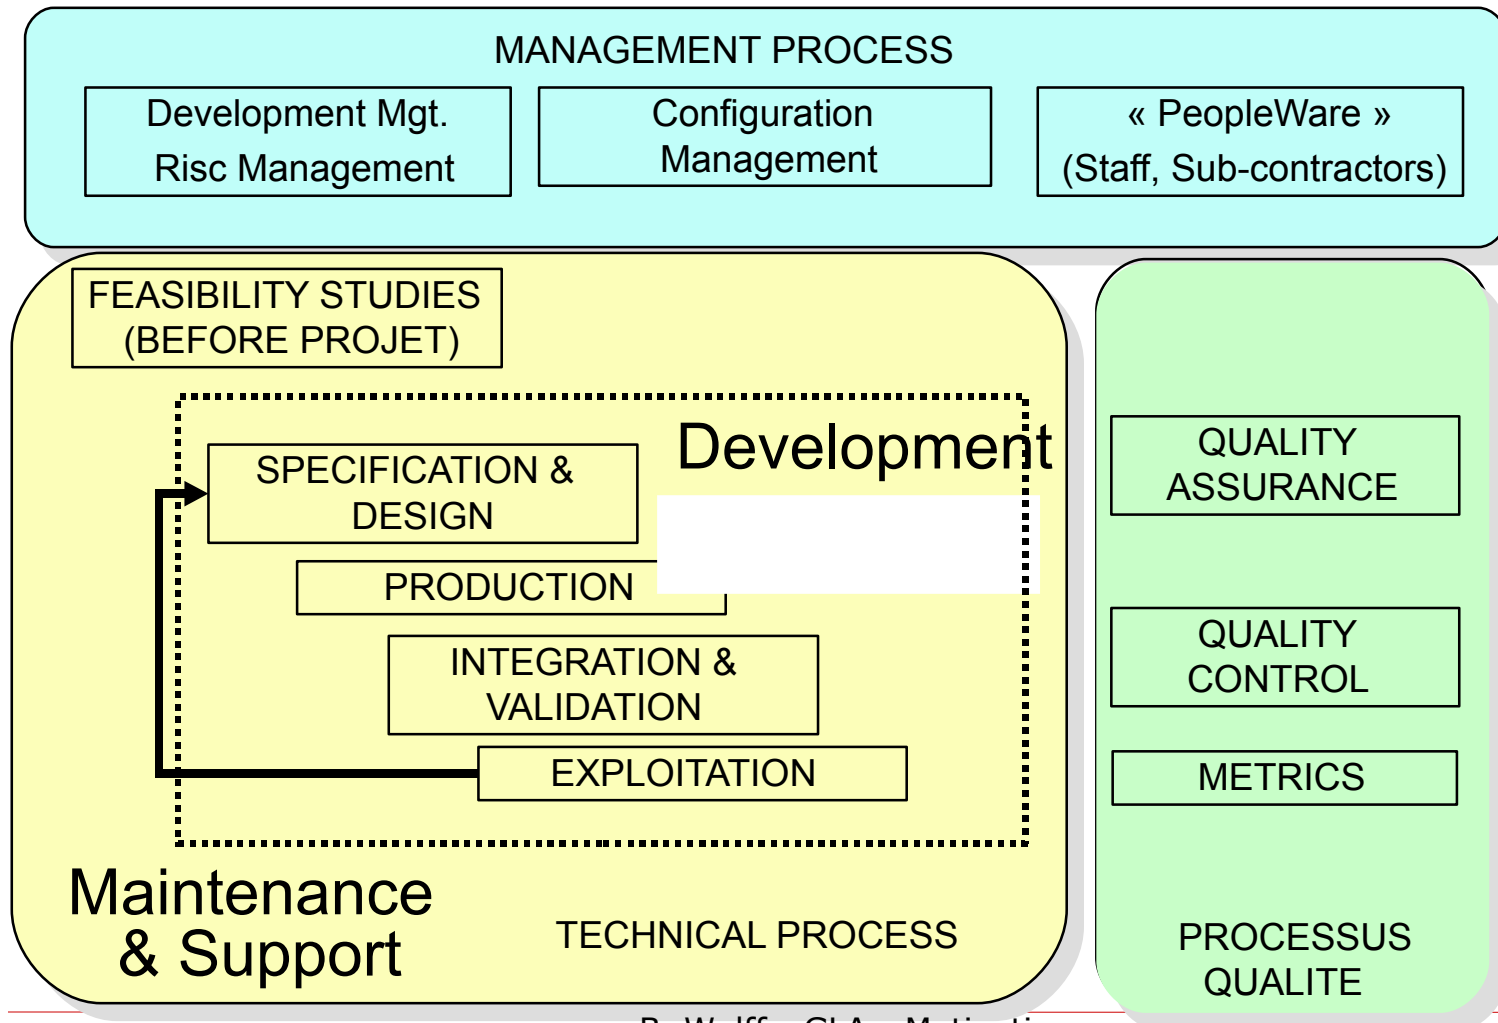 MANAGEMENT PROCESS
Development Mgt.
Risc Management
Configuration
Management
« PeopleWare »
(Staff, Sub-contractors)
FEASIBILITY STUDIES
(BEFORE PROJET)
Development
SPECIFICATION &
DESIGN
PRODUCTION
INTEGRATION &
VALIDATION
EXPLOITATION
Maintenance
& Support
TECHNICAL PROCESS
QUALITY
ASSURANCE
QUALITY
CONTROL
METRICS
PROCESSUS
QUALITE